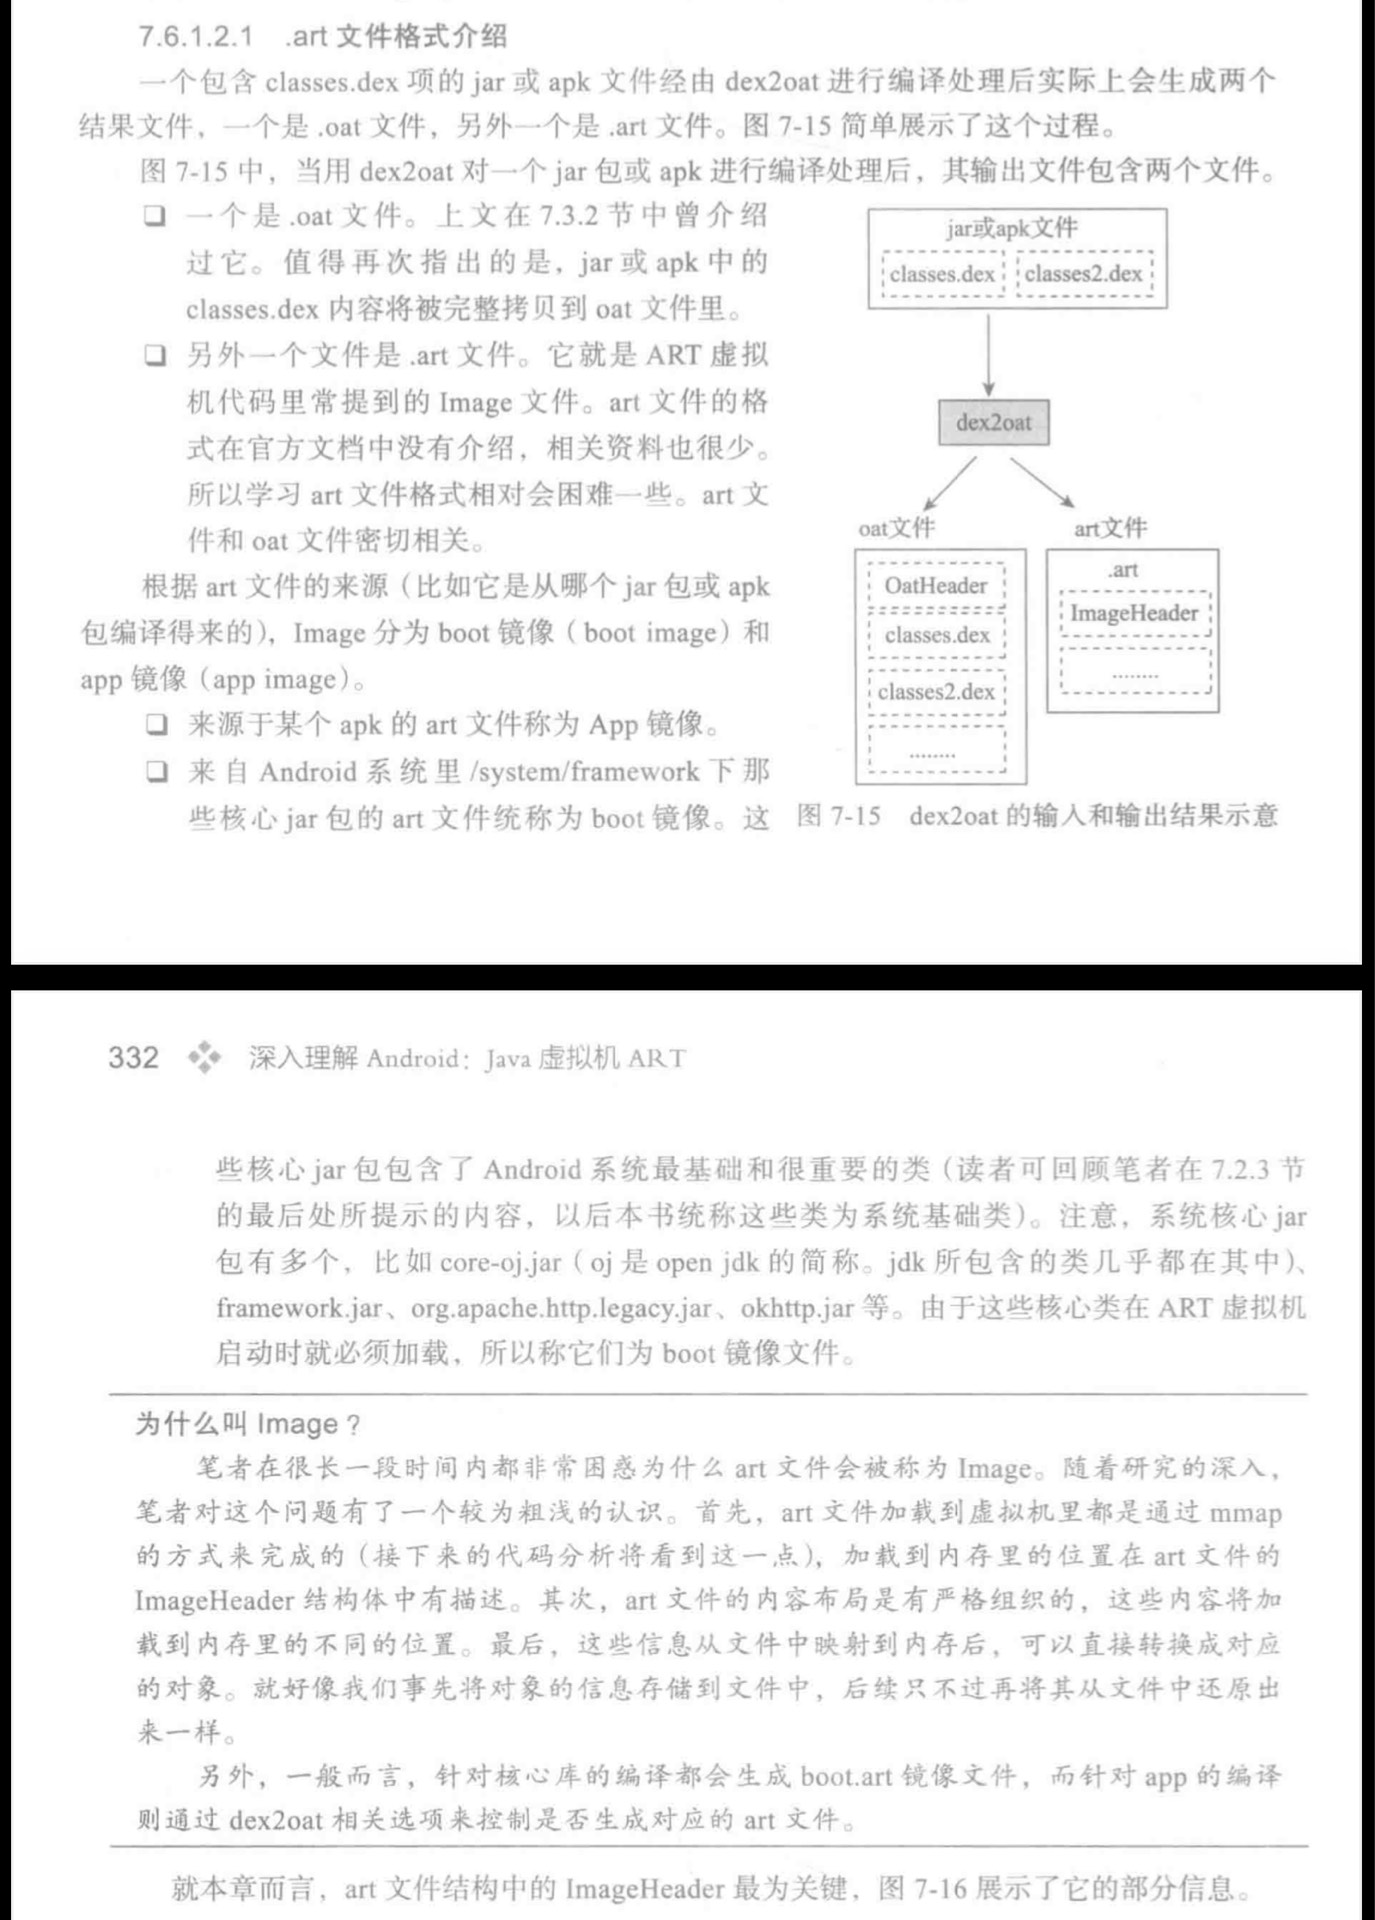 7.6.1.2.1 .art 文件格式介绍
一个包含 classes.dex 项的 jar 或 apk 文件经由 dex2oat 进行编译处理后实际上会生成两个
结果文件，一个是 .oat 文件，另外一个是 .art 文件。图 7-15 简单展示了这个过程。
图 7-15 中，当用 dex2oat 对一个 jar 包或 apk 进行编译处理后，其输出文件包含两个文件。
❏ 一个是 .oat 文件。上文在 7.3.2 节中曾介绍
过它。值得再次指出的是，jar 或 apk 中的
classes.dex 内容将被完整拷贝到 oat 文件里。
❏ 另外一个文件是 .art 文件。它就是 ART 虚拟
机代码里常提到的 Image 文件。art 文件的格
式在官方文档中没有介绍，相关资料也很少。
所以学习 art 文件格式相对会困难一些。art 文
件和 oat 文件密切相关。
根据 art 文件的来源（比如它是从哪个 jar 包或 apk
包编译得来的），Image 分为 boot 镜像（boot image）和
app 镜像（app image）。
❏ 来源于某个 apk 的 art 文件称为 App 镜像。
❏ 来自 Android 系统里 /system/framework 下那
些核心 jar 包的 art 文件统称为 boot 镜像。这
jar或apk文件
classes.dex classes2.dex
dex2oat
oat文件
OatHeader
classes.dex
classes2.dex
........
art文件
.art
ImageHeader
........
图 7-15 dex2oat 的输入和输出结果示意
332 深入理解 Android：Java 虚拟机 ART
些核心 jar 包包含了 Android 系统最基础和很重要的类（读者可回顾笔者在 7.2.3 节
的最后处所提示的内容，以后本书统称这些类为系统基础类）。注意，系统核心 jar
包有多个，比如 core-oj.jar（oj 是 open jdk 的简称。jdk 所包含的类几乎都在其中）、
framework.jar、org.apache.http.legacy.jar、okhttp.jar 等。由于这些核心类在 ART 虚拟机
启动时就必须加载，所以称它们为 boot 镜像文件。
为什么叫 Image？
笔者在很长一段时间内都非常困惑为什么 art 文件会被称为 Image。随着研究的深入，
笔者对这个问题有了一个较为粗浅的认识。首先，art 文件加载到虚拟机里都是通过 mmap
的方式来完成的（接下来的代码分析将看到这一点），加载到内存里的位置在 art 文件的
ImageHeader 结构体中有描述。其次，art 文件的内容布局是有严格组织的，这些内容将加
载到内存里的不同的位置。最后，这些信息从文件中映射到内存后，可以直接转换成对应
的对象。就好像我们事先将对象的信息存储到文件中，后续只不过再将其从文件中还原出
来一样。
另外，一般而言，针对核心库的编译都会生成 boot.art 镜像文件，而针对 app 的编译
则通过 dex2oat 相关选项来控制是否生成对应的 art 文件。
就本章而言，art 文件结构中的 ImageHeader 最为关键，图 7-16 展示了它的部分信息。